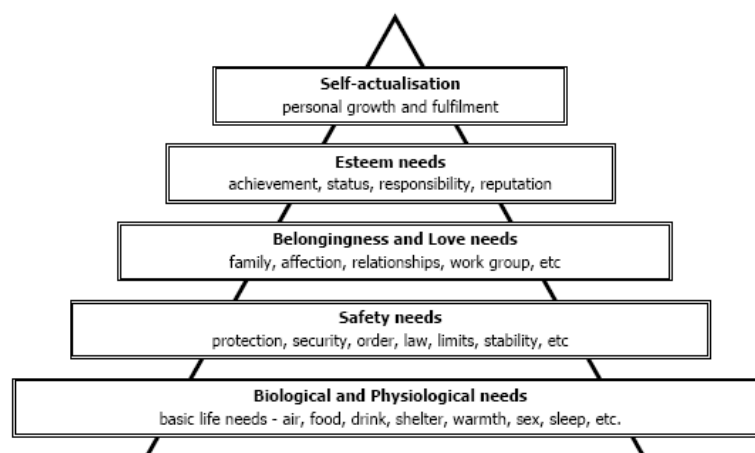 Self-actualisation
personal growth and fulfilment
Esteem needs
achievement, status, responsibility, reputation
Belongingness and Love needs
family, affection, relationships, work group, etc
Safety needs
protection, security, order, law, limits, stability, etc
Biological and Physiological needs
basic life needs - air, food, drink, shelter, warmth, sex, sleep, etc.